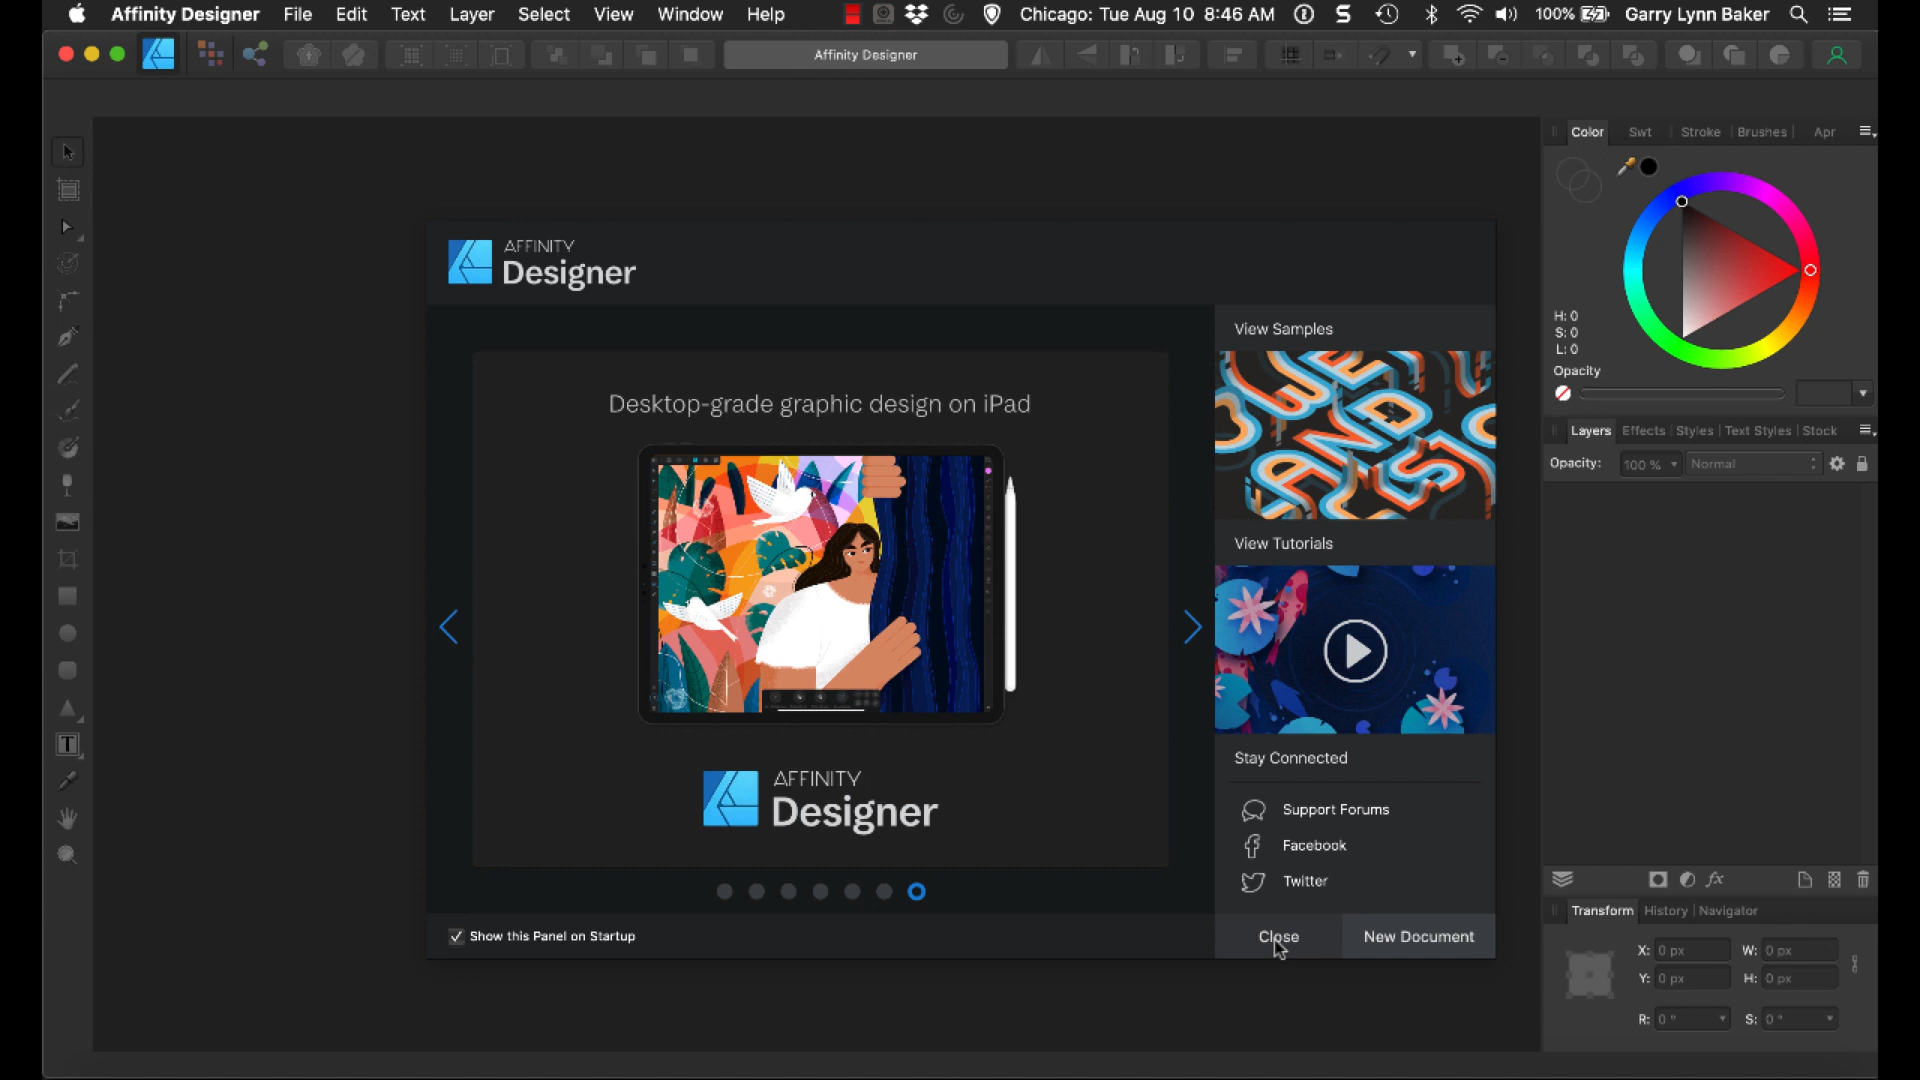 Affinity Designer File Edit Text Layer Select View Window Help Chicago: Tue Aug 10 8:46 AM 100% Garry Lynn Baker
Affinity Designer
Color Swt Stroke Brushes Apr
H: 0
S: 0
L: 0
Opacity
Layers Effects Styles Text Styles Stock
Opacity: 100 % Normal
AFFINITY
Designer
Desktop-grade graphic design on iPad
AFFINITY
Designer
View Samples
View Tutorials
Stay Connected
Support Forums
Facebook
Twitter
Show this Panel on Startup
Close
New Document
fx
Transform History Navigator
X: 0 px W: 0 px
Y: 0 px H: 0 px
R: 0 ° S: 0 °